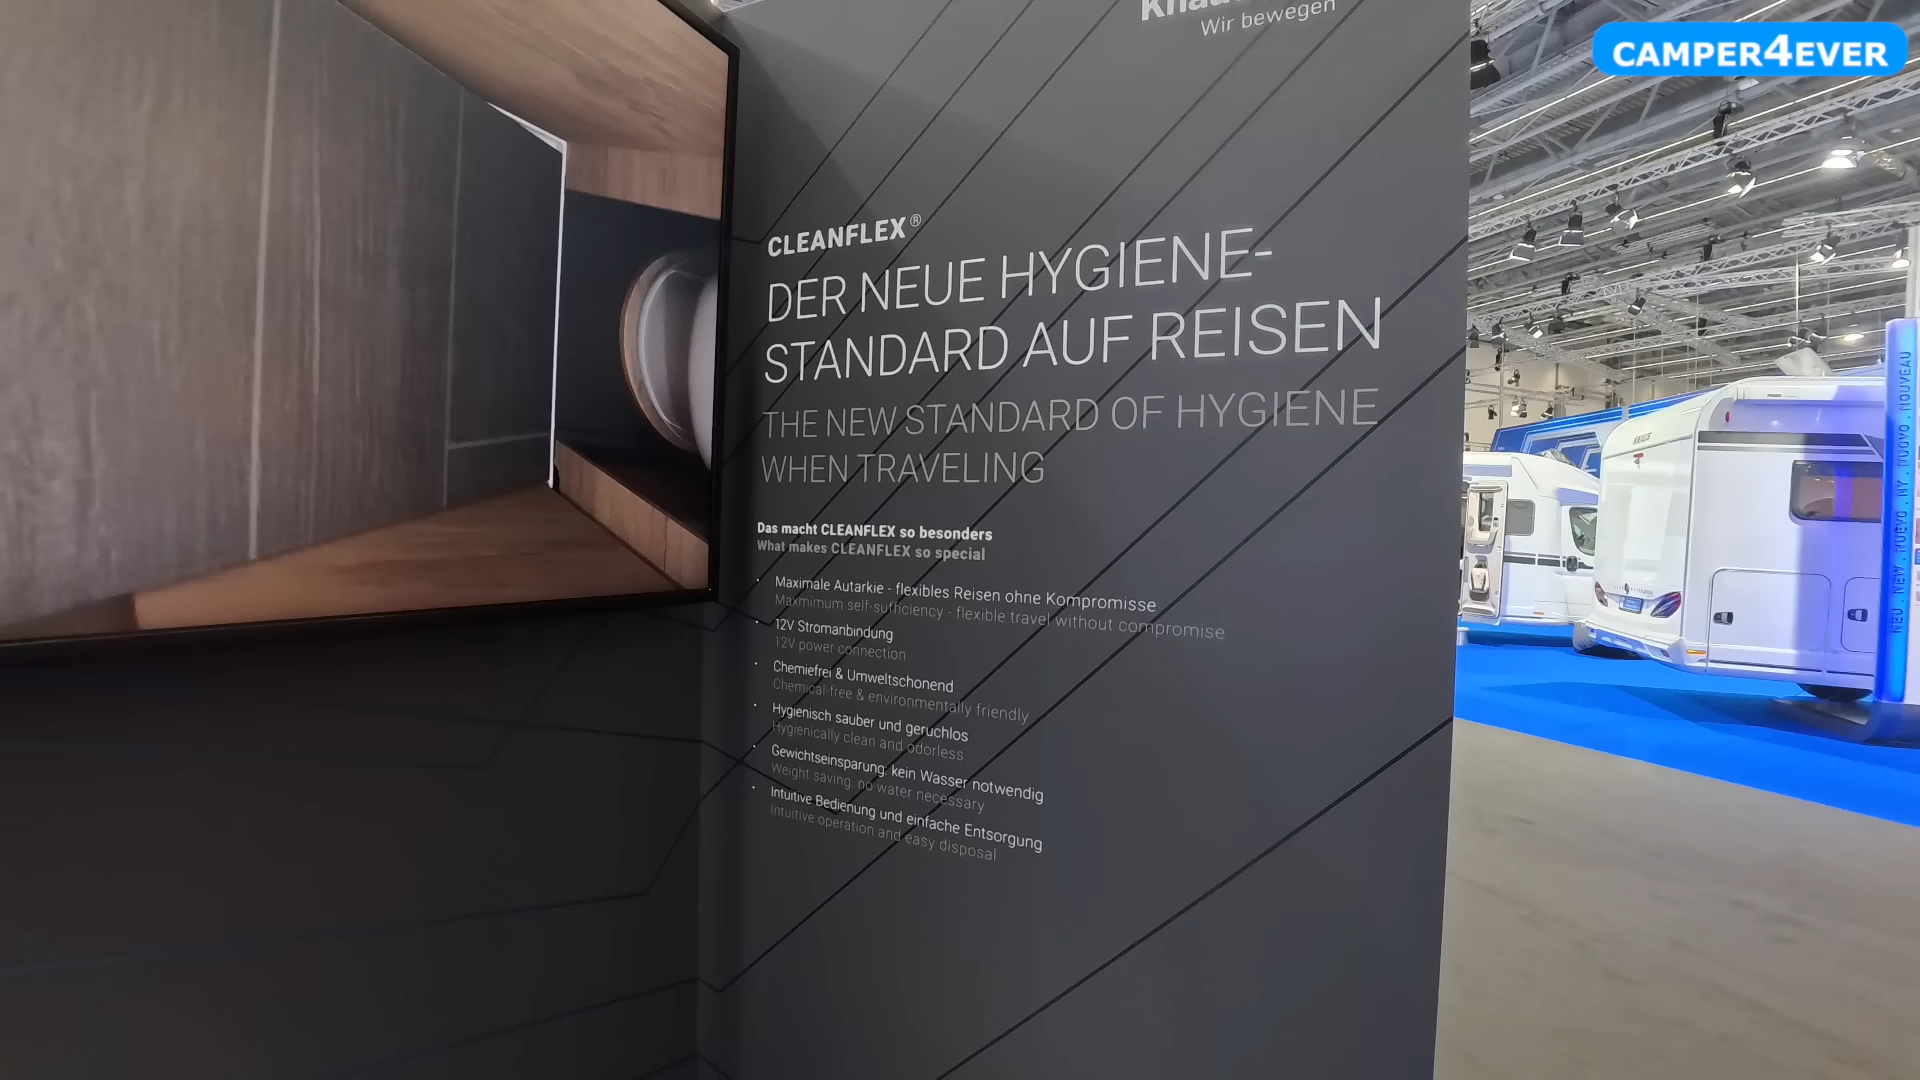 Wir bewegen
CAMPER4EVER
CLEANFLEX®
DER NEUE HYGIENE-
STANDARD AUF REISEN
THE NEW STANDARD OF HYGIENE
WHEN TRAVELING
Das macht CLEANFLEX so besonders
What makes CLEANFLEX so special
• Maximale Autarkie - flexibles Reisen ohne Kompromisse
Maxmimum self-sufficiency - flexible travel without compromise
• 12V Stromanbindung
12V power connection
• Chemiefrei & Umweltschonend
Chemical-free & environmentally friendly
• Hygienisch sauber und geruchlos
Hygienically clean and odorless
• Gewichtseinsparung: kein Wasser notwendig
Weight saving: no water necessary
• Intuitive Bedienung und einfache Entsorgung
Intuitive operation and easy disposal
KNAUS
NEU . NEW . NUEVO . NY . NUOVO . NOUVEAU